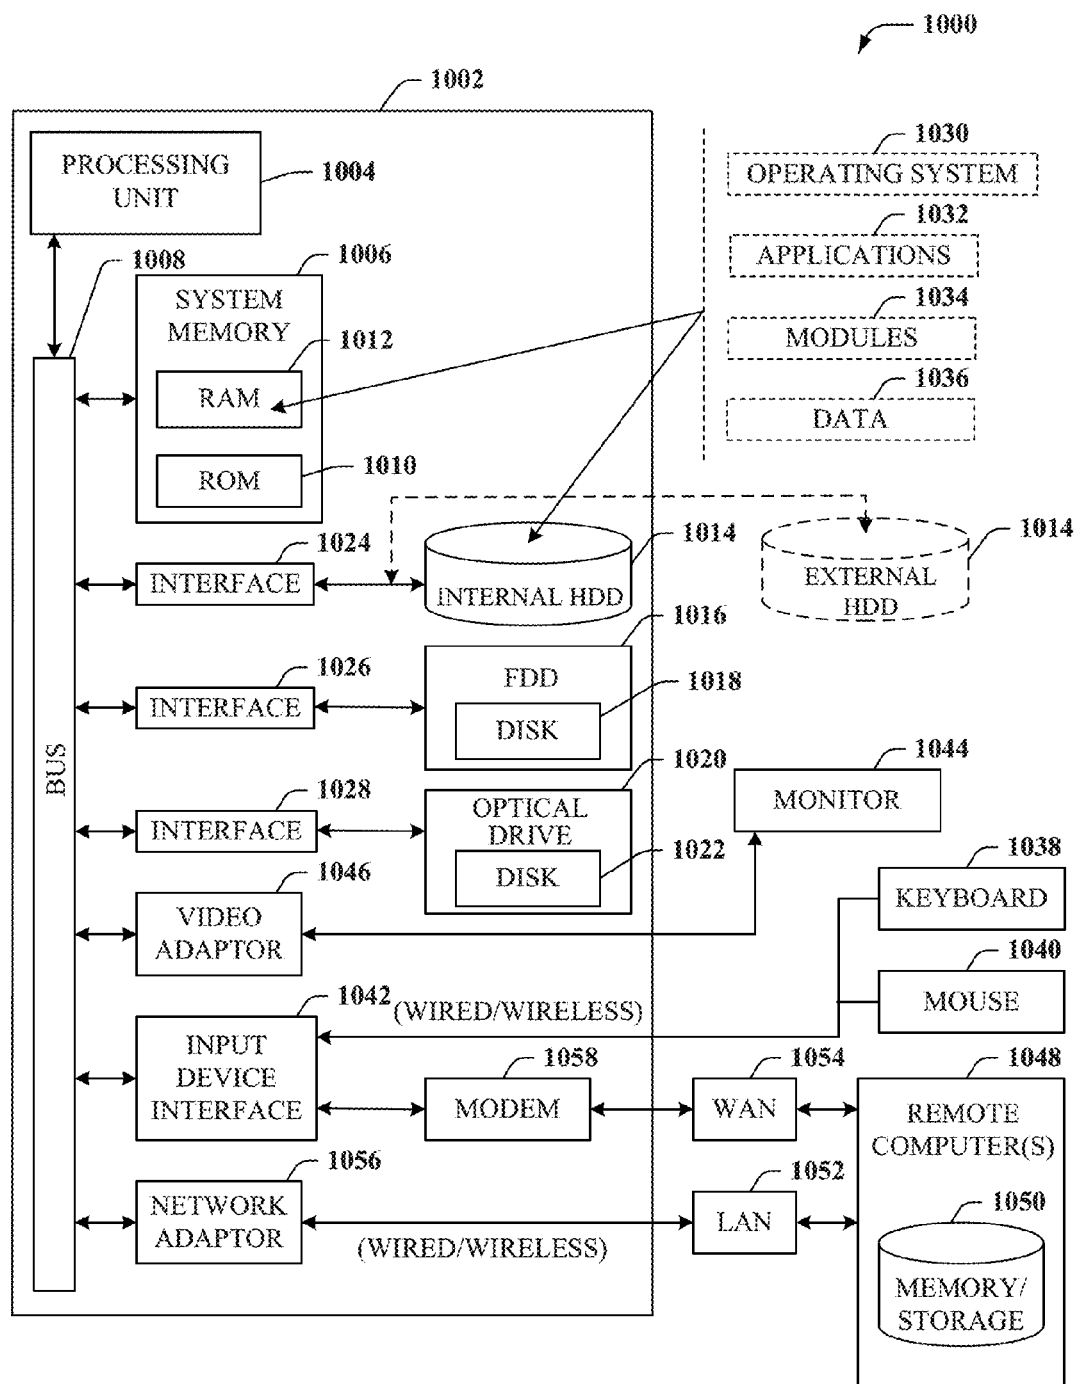 1000
1002
PROCESSING
UNIT
1004
1030
OPERATING SYSTEM
1032
APPLICATIONS
1034
MODULES
1036
DATA
1008
1006
SYSTEM
MEMORY
1012
RAM
ROM
1010
1024
INTERFACE
INTERNAL HDD
1014
EXTERNAL
HDD
1014
1016
1026
INTERFACE
FDD
1018
DISK
BUS
1020
1028
INTERFACE
OPTICAL
DRIVE
1022
DISK
1044
MONITOR
1046
VIDEO
ADAPTOR
1038
KEYBOARD
1040
MOUSE
1042
(WIRED/WIRELESS)
INPUT
DEVICE
INTERFACE
1058
MODEM
1054
WAN
1048
REMOTE
COMPUTER(S)
1056
NETWORK
ADAPTOR
(WIRED/WIRELESS)
1052
LAN
1050
MEMORY/
STORAGE